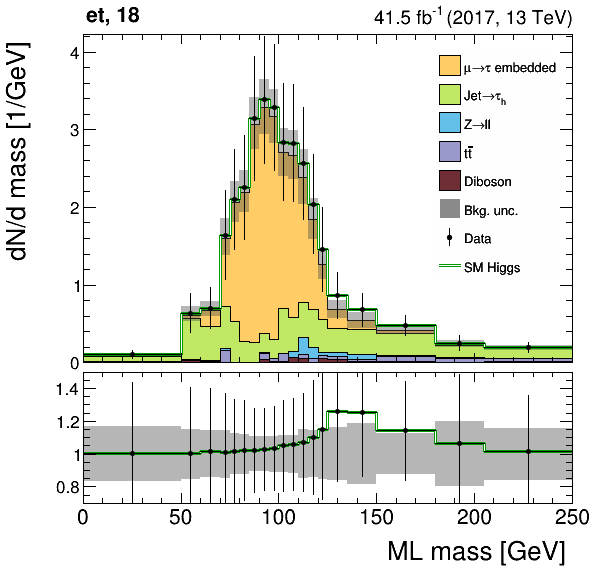 et, 18
41.5 fb⁻¹ (2017, 13 TeV)
dN/d mass [1/GeV]
4
3
2
1
0
μ→τ embedded
Jet→τₕ
Z→ll
tt̄
Diboson
Bkg. unc.
Data
SM Higgs
1.4
1.2
1
0.8
0 50 100 150 200 250
ML mass [GeV]